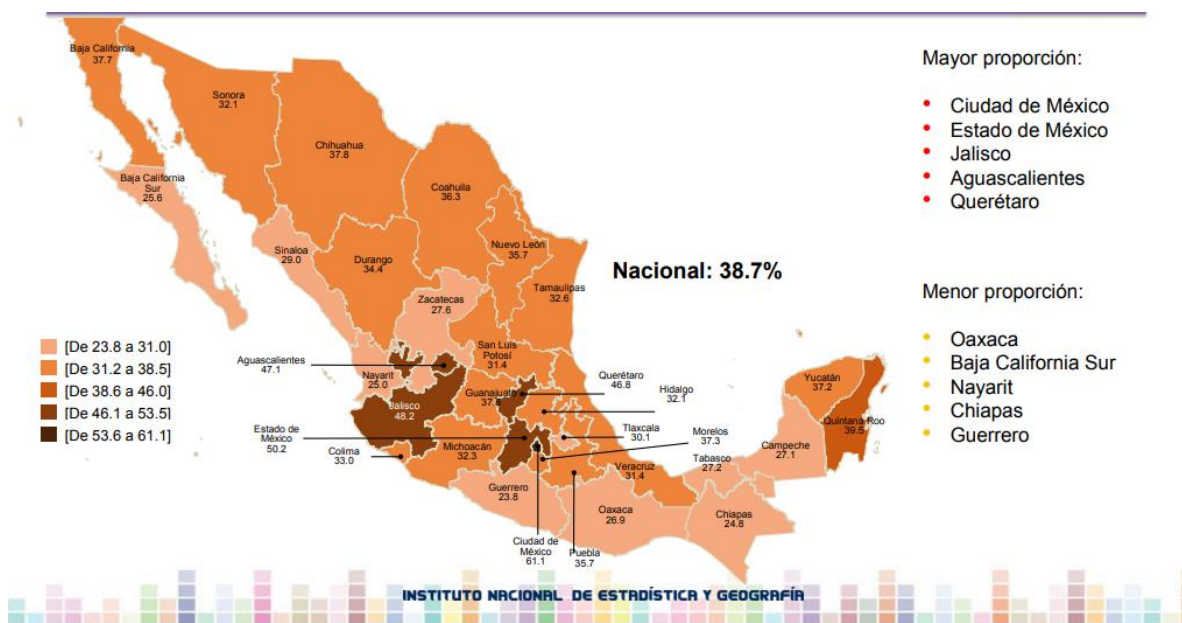 Baja California
37.7
Sonora
32.1
Chihuahua
37.8
Baja California
Sur
25.6
Coahuila
36.3
Sinaloa
29.0
Durango
34.4
Nuevo León
35.7
Tamaulipas
32.6
Zacatecas
27.6
San Luis
Potosí
31.4
Aguascalientes
47.1
Nayarit
25.0
Jalisco
48.2
Guanajuato
37.8
Querétaro
46.8
Hidalgo
32.1
Estado de
México
50.2
Colima
33.0
Michoacán
32.3
Tlaxcala
30.1
Morelos
37.3
Veracruz
31.4
Guerrero
23.8
Ciudad de
México
61.1
Puebla
35.7
Oaxaca
26.9
Tabasco
27.2
Chiapas
24.8
Campeche
27.1
Yucatán
37.2
Quintana Roo
39.5
Nacional: 38.7%
[De 23.8 a 31.0]
[De 31.2 a 38.5]
[De 38.6 a 46.0]
[De 46.1 a 53.5]
[De 53.6 a 61.1]
Mayor proporción:
• Ciudad de México
• Estado de México
• Jalisco
• Aguascalientes
• Querétaro
Menor proporción:
• Oaxaca
• Baja California Sur
• Nayarit
• Chiapas
• Guerrero
INSTITUTO NACIONAL DE ESTADÍSTICA Y GEOGRAFÍA